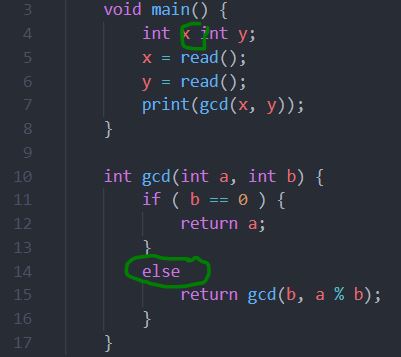 3 void main() {
4 int x int y;
5 x = read();
6 y = read();
7 print(gcd(x, y));
8 }
9
10 int gcd(int a, int b) {
11 if ( b == 0 ) {
12 return a;
13 }
14 else
15 return gcd(b, a % b);
16 }
17 }